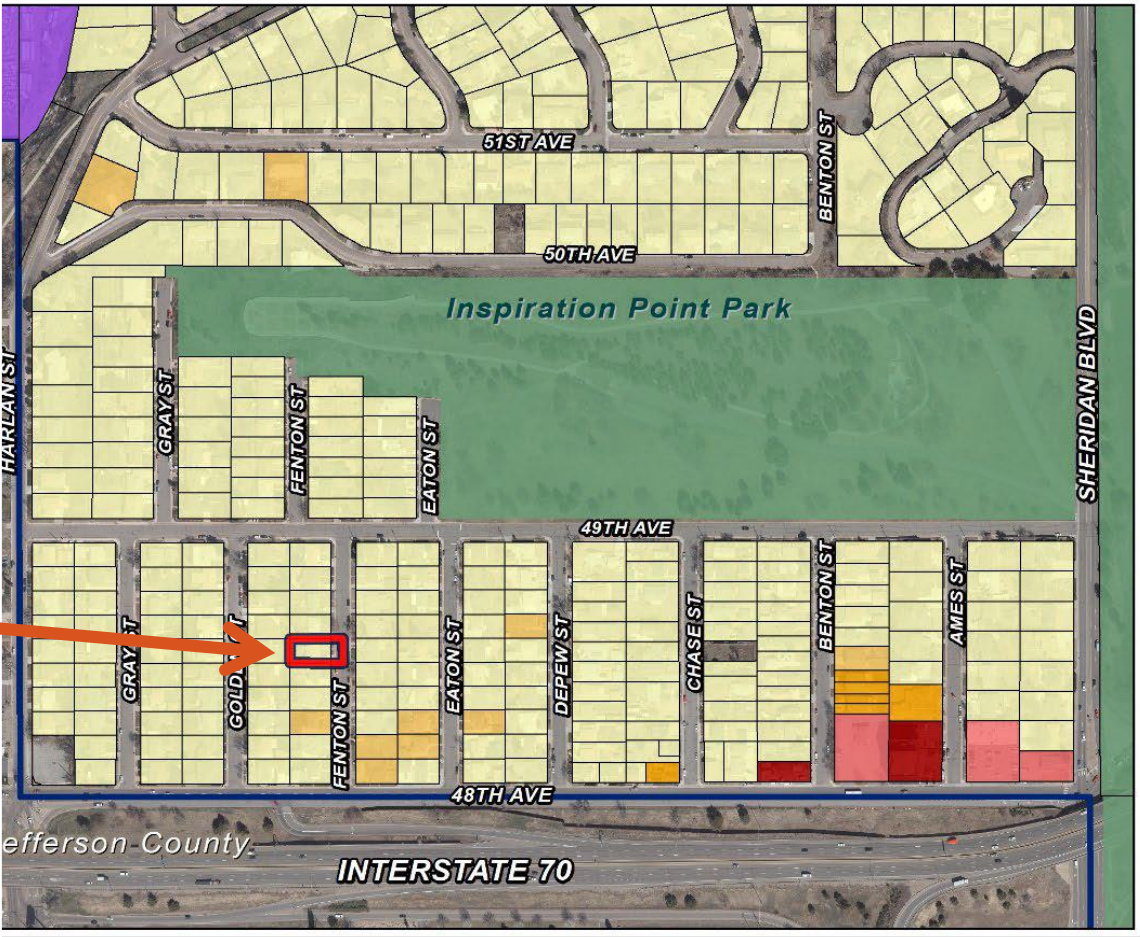 51ST AVE
BENTON ST
50TH AVE
Inspiration Point Park
SHERIDAN BLVD
HARLAN ST
GRAY ST
FENTON ST
EATON ST
49TH AVE
GRAY ST
FENTON ST
EATON ST
DEPEW ST
CHASE ST
BENTON ST
AMES ST
48TH AVE
efferson County
INTERSTATE 70